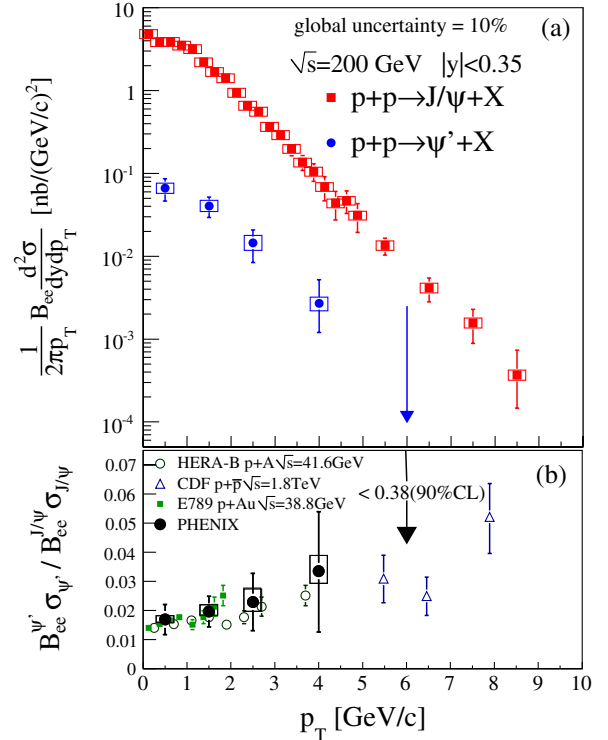 global uncertainty = 10%
(a)
√s=200 GeV |y|<0.35
p+p→J/ψ+X
p+p→ψ'+X
10
1
10⁻¹
10⁻²
10⁻³
10⁻⁴
1/2πp_T B_ee d²σ/dydp_T [nb/(GeV/c)²]
HERA-B p+A√s=41.6GeV
(b)
CDF p+p̅√s=1.8TeV
< 0.38(90%CL)
E789 p+Au√s=38.8GeV
PHENIX
0.07
0.06
0.05
0.04
0.03
0.02
0.01
0
B_ee^ψ' σ_ψ' / B_ee^J/ψ σ_J/ψ
0 1 2 3 4 5 6 7 8 9 10
p_T [GeV/c]